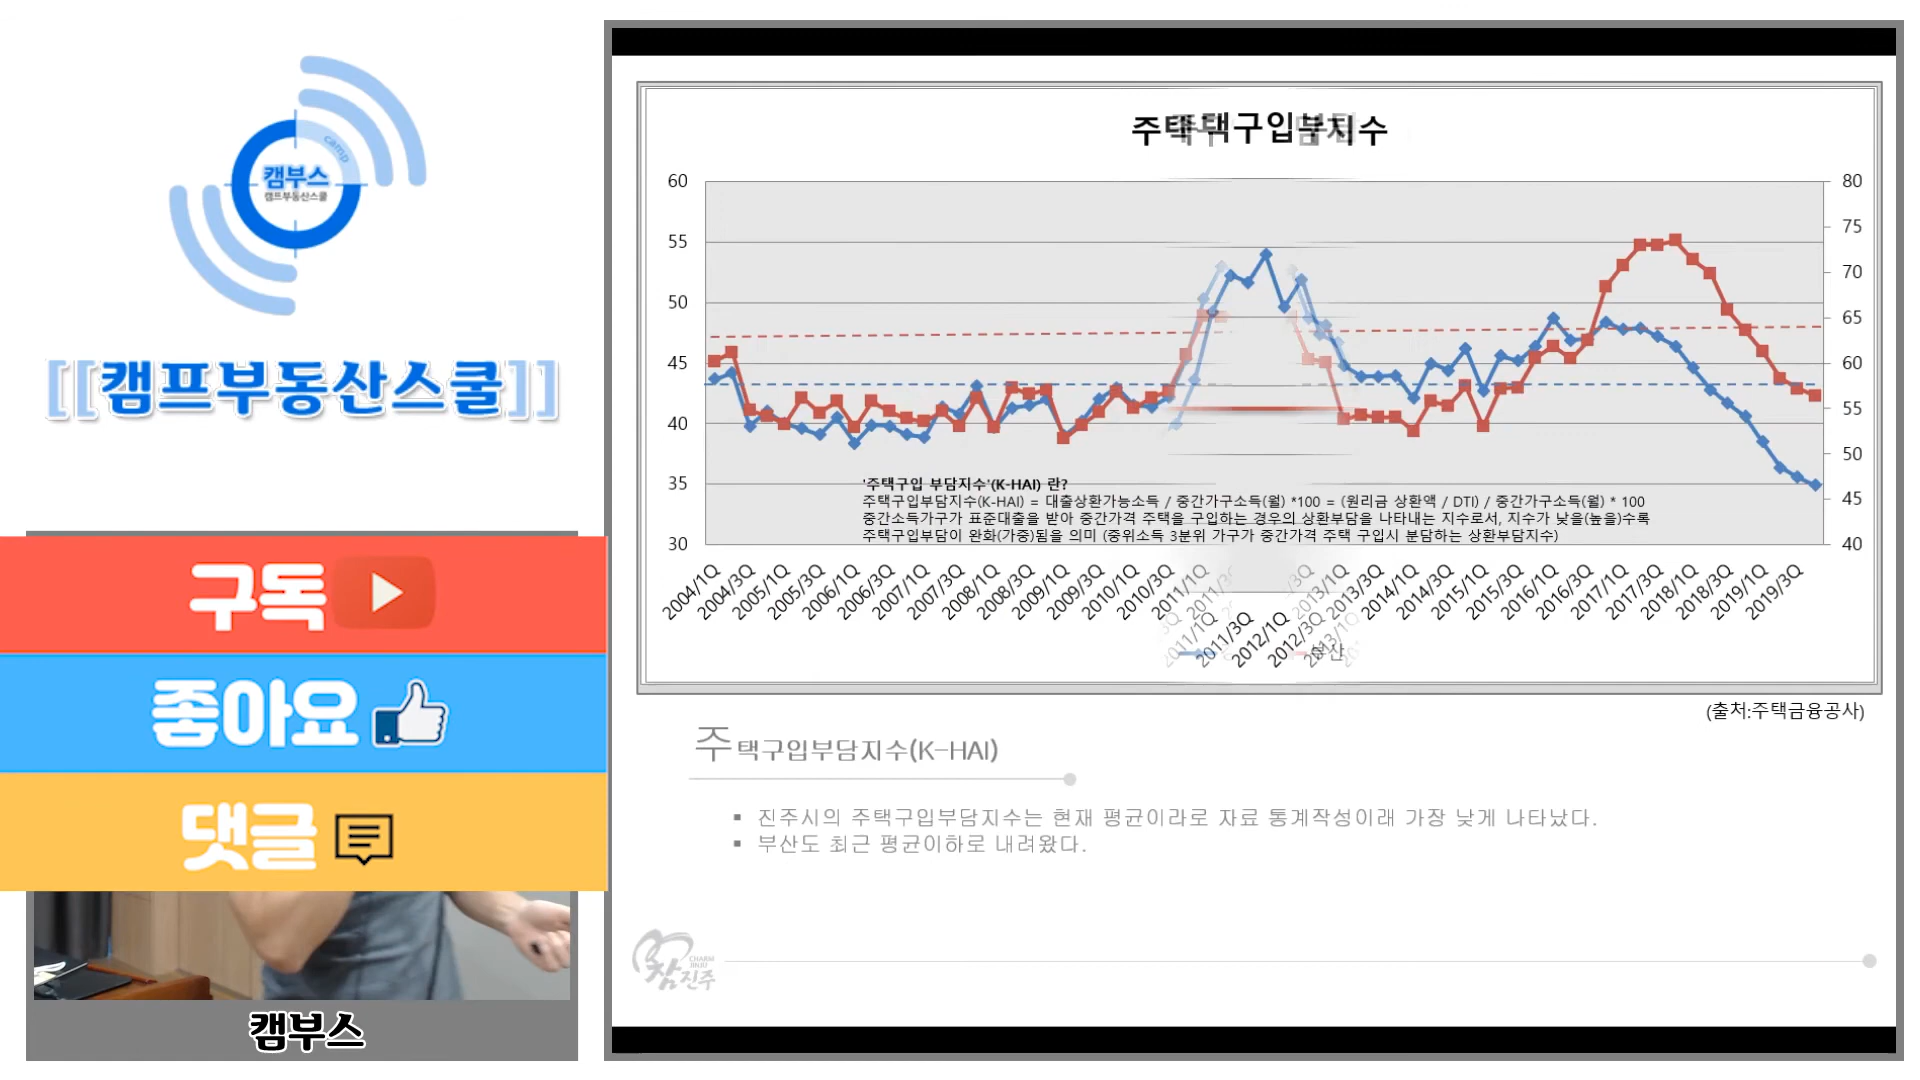 camp
캠부스
캠프부동산스쿨
[[캠프부동산스쿨]]
구독
좋아요
댓글
캠부스
60
55
50
45
40
35
30
80
75
70
65
60
55
50
45
40
'주택구입 부담지수'(K-HAI) 란?
주택구입부담지수(K-HAI) = 대출상환가능소득 / 중간가구소득(월) *100 = (원리금 상환액 / DTI) / 중간가구소득(월) * 100
중간소득가구가 표준대출을 받아 중간가격 주택을 구입하는 경우의 상환부담을 나타내는 지수로서, 지수가 낮을(높을)수록
주택구입부담이 완화(가중)됨을 의미 (중위소득 3분위 가구가 중간가격 주택 구입시 분담하는 상환부담지수)
2004/1Q 2004/3Q 2005/1Q 2005/3Q 2006/1Q 2006/3Q 2007/1Q 2007/3Q 2008/1Q 2008/3Q 2009/1Q 2009/3Q 2010/1Q 2010/3Q 2011/1Q 2011/3Q 2012/1Q 2012/3Q 2013/1Q 2013/3Q 2014/1Q 2014/3Q 2015/1Q 2015/3Q 2016/1Q 2016/3Q 2017/1Q 2017/3Q 2018/1Q 2018/3Q 2019/1Q 2019/3Q
(출처:주택금융공사)
주택구입부담지수(K-HAI)
▪ 진주시의 주택구입부담지수는 현재 평균이라로 자료 통계작성이래 가장 낮게 나타났다.
▪ 부산도 최근 평균이하로 내려왔다.
CHARM
JINJU
참진주